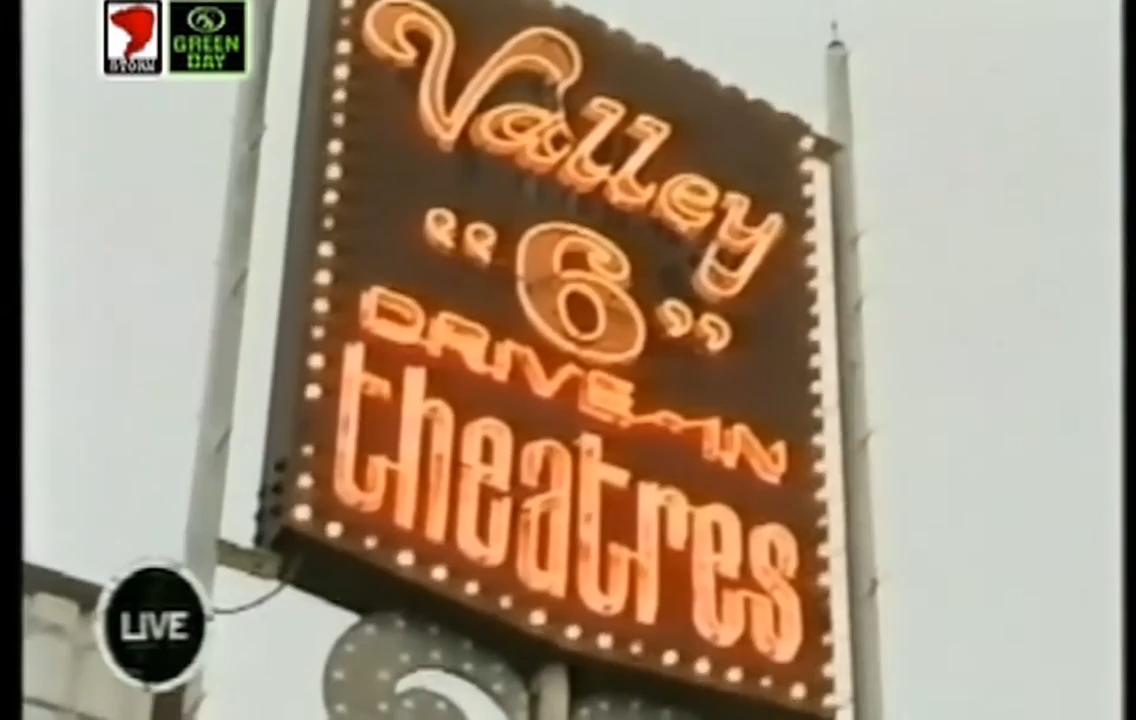 STORM
GREEN
DAY
Valley
“6”
DRIVE-IN
theatres
LIVE